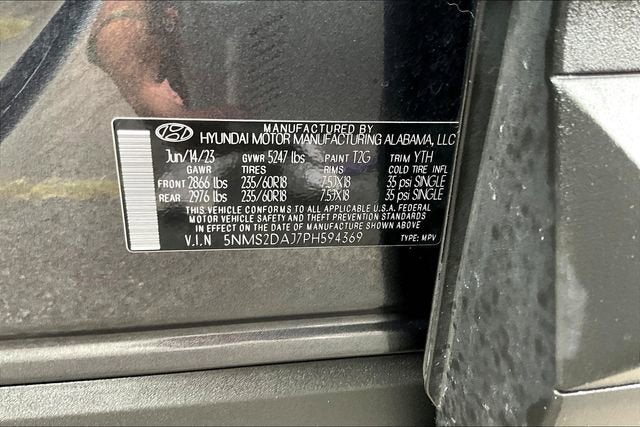 MANUFACTURED BY
HYUNDAI MOTOR MANUFACTURING ALABAMA, LLC
Jun/14/23 GVWR 5247 lbs PAINT T2G TRIM YTH
GAWR TIRES RIMS COLD TIRE INFL
FRONT 2866 lbs 235/60R18 7.5JX18 35 psi SINGLE
REAR 2976 lbs 235/60R18 7.5JX18 35 psi SINGLE
THIS VEHICLE CONFORMS TO ALL APPLICABLE U.S.A. FEDERAL
MOTOR VEHICLE SAFETY AND THEFT PREVENTION STANDARDS
IN EFFECT ON THE DATE OF MANUFACTURE SHOWN ABOVE
V.I.N 5NMS2DAJ7PH594369 TYPE: MPV